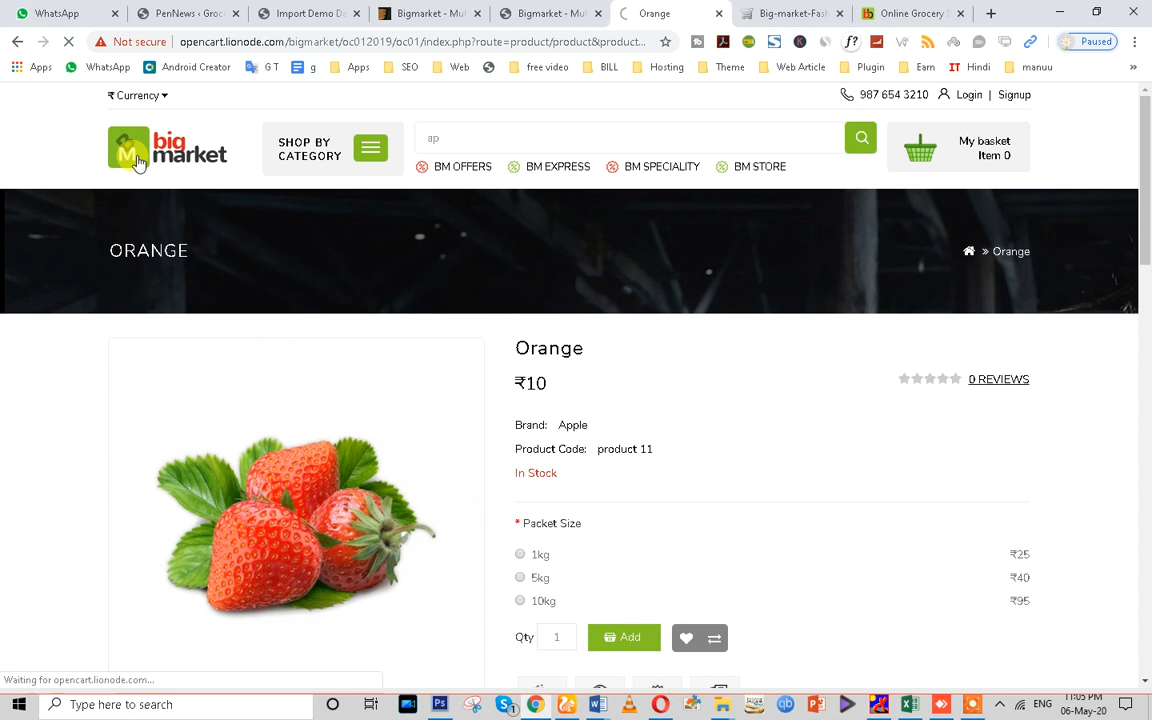 WhatsApp
PenNews ‹ Groc
Import Demo D
Bigmarket - Mul
Bigmarket - Mul
Orange
Big-market-Fash
Online Grocery S
Not secure
opencart.lionode.com/bigmarket/oc012019/oc01/index.php?route=product/product&product...
Paused
Apps
WhatsApp
Android Creator
G T
g
Apps
SEO
Web
free video
BILL
Hosting
Theme
Web Article
Plugin
Earn
IT Hindi
manuu
₹ Currency
987 654 3210
Login | Signup
big
market
SHOP BY
CATEGORY
ap
My basket
Item 0
BM OFFERS
BM EXPRESS
BM SPECIALITY
BM STORE
ORANGE
» Orange
Orange
₹10
0 REVIEWS
Brand: Apple
Product Code: product 11
In Stock
* Packet Size
1kg ₹25
5kg ₹40
10kg ₹95
Qty 1 Add
Waiting for opencart.lionode.com...
Type here to search
ENG
11:05 PM
06-May-20